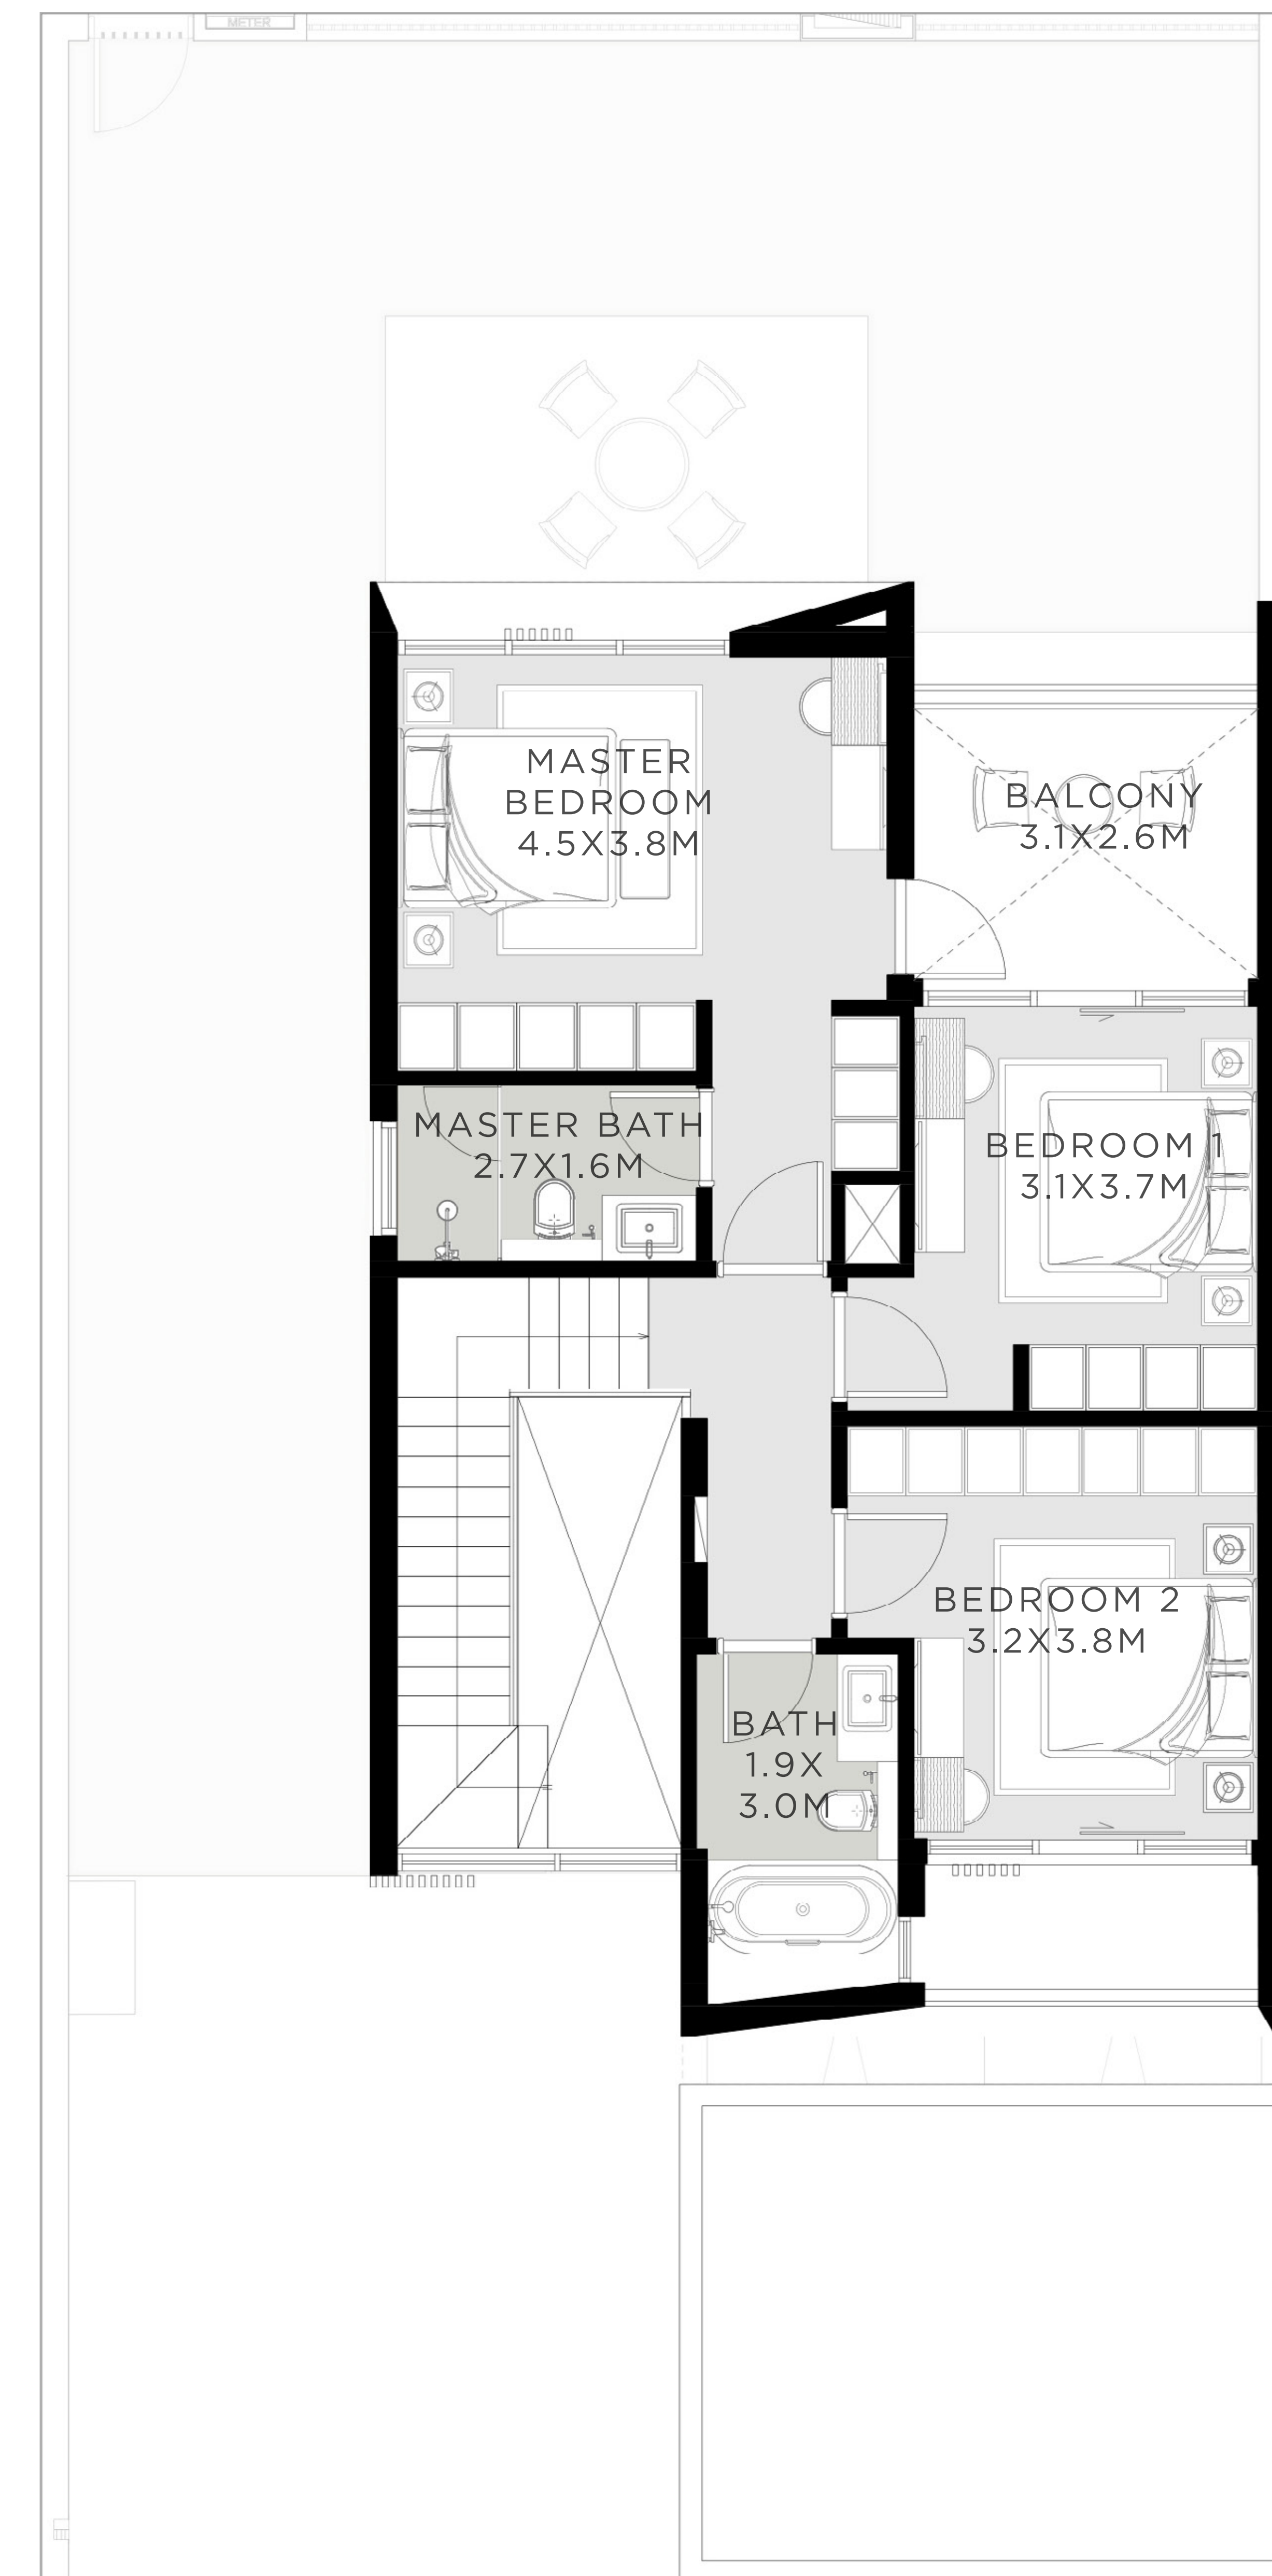 METER
MASTER
BEDROOM
4.5X3.8M
BALCONY
3.1X2.6M
MASTER BATH
2.7X1.6M
BEDROOM 1
3.1X3.7M
BEDROOM 2
3.2X3.8M
BATH
1.9X
3.0M